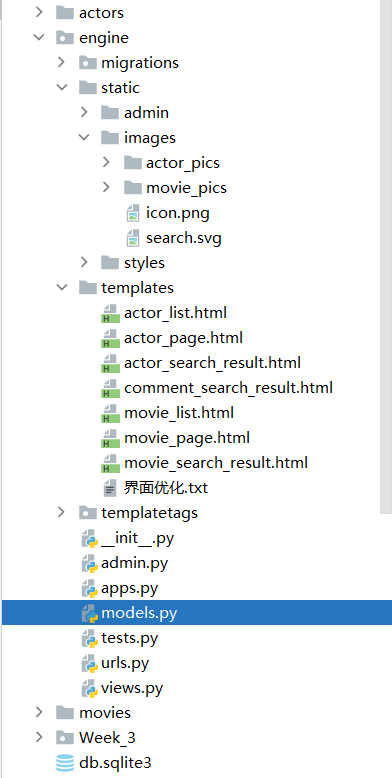 actors
engine
migrations
static
admin
images
actor_pics
movie_pics
icon.png
search.svg
styles
templates
actor_list.html
actor_page.html
actor_search_result.html
comment_search_result.html
movie_list.html
movie_page.html
movie_search_result.html
界面优化.txt
templatetags
__init__.py
admin.py
apps.py
models.py
tests.py
urls.py
views.py
movies
Week_3
db.sqlite3